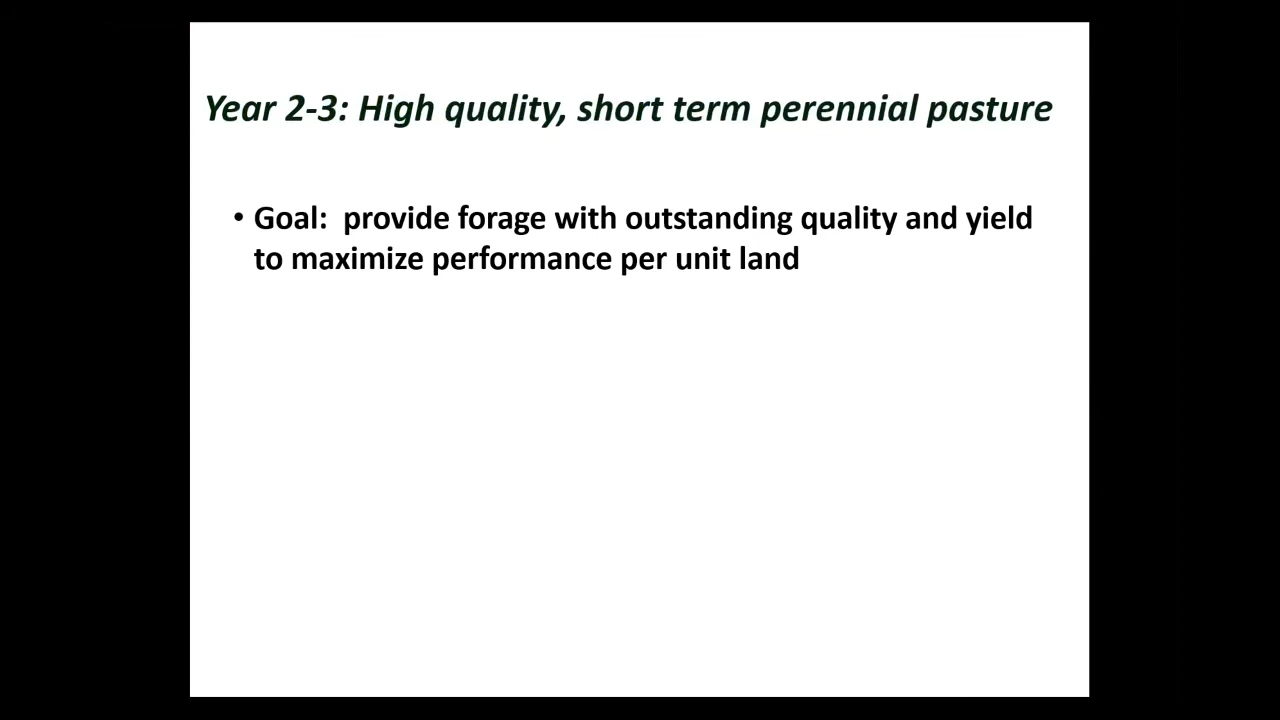 Year 2-3: High quality, short term perennial pasture
• Goal:  provide forage with outstanding quality and yield
to maximize performance per unit land